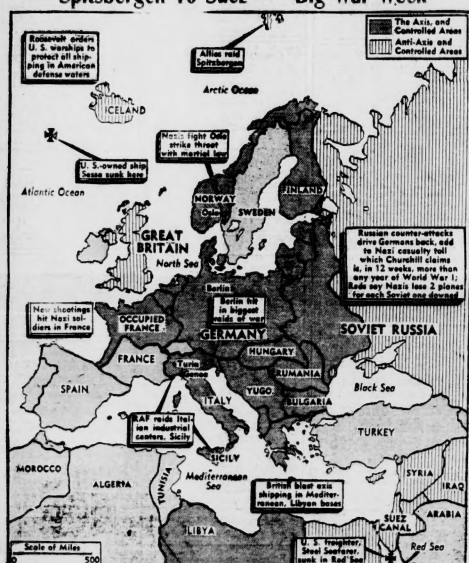 Spitsbergen To Suez
Big War Week
The Axis, and
Controlled Areas
Anti-Axis and
Controlled Areas
Roosevelt orders
U. S. warships to
protect all ship-
ping in American
defense waters
Allies raid
Spitzbergen
Arctic Ocean
ICELAND
Nazis fight Oslo
strike threat
with martial law
U. S.-owned ship
Sessa sunk here
Atlantic Ocean
NORWAY
Oslo
SWEDEN
FINLAND
GREAT
BRITAIN
North Sea
Russian counter-attacks
drive Germans back, add
to Nazi casualty toll
which Churchill claims
is, in 12 weeks, more than
any year of World War 1;
Reds say Nazis lose 2 planes
for each Soviet one downed
Berlin
Berlin hit
in biggest
raids of war
New shootings
hit Nazi sol-
diers in France
OCCUPIED
FRANCE
GERMANY
SOVIET RUSSIA
FRANCE
HUNGARY
Turin
Genoa
RUMANIA
SPAIN
ITALY
YUGO.
BULGARIA
Black Sea
RAF raids Ital-
ian industrial
centers, Sicily
TURKEY
SICILY
MOROCCO
ALGERIA
TUNISIA
Mediterranean
Sea
British blast axis
shipping in Mediter-
ranean, Libyan bases
SYRIA
IRAQ
LIBYA
SUEZ
CANAL
ARABIA
Scale of Miles
0 500
U. S. freighter,
Steel Seafarer,
sunk in Red Sea
Red Sea